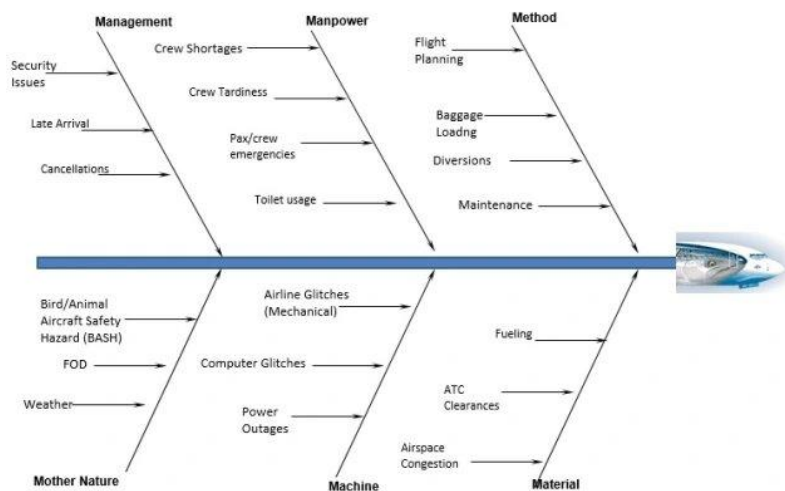 Management
Manpower
Method
Security
Issues
Late Arrival
Cancellations
Crew Shortages
Crew Tardiness
Pax/crew
emergencies
Toilet usage
Flight
Planning
Baggage
Loadng
Diversions
Maintenance
Bird/Animal
Aircraft Safety
Hazard (BASH)
FOD
Weather
Airline Glitches
(Mechanical)
Computer Glitches
Power
Outages
Fueling
ATC
Clearances
Airspace
Congestion
Mother Nature
Machine
Material